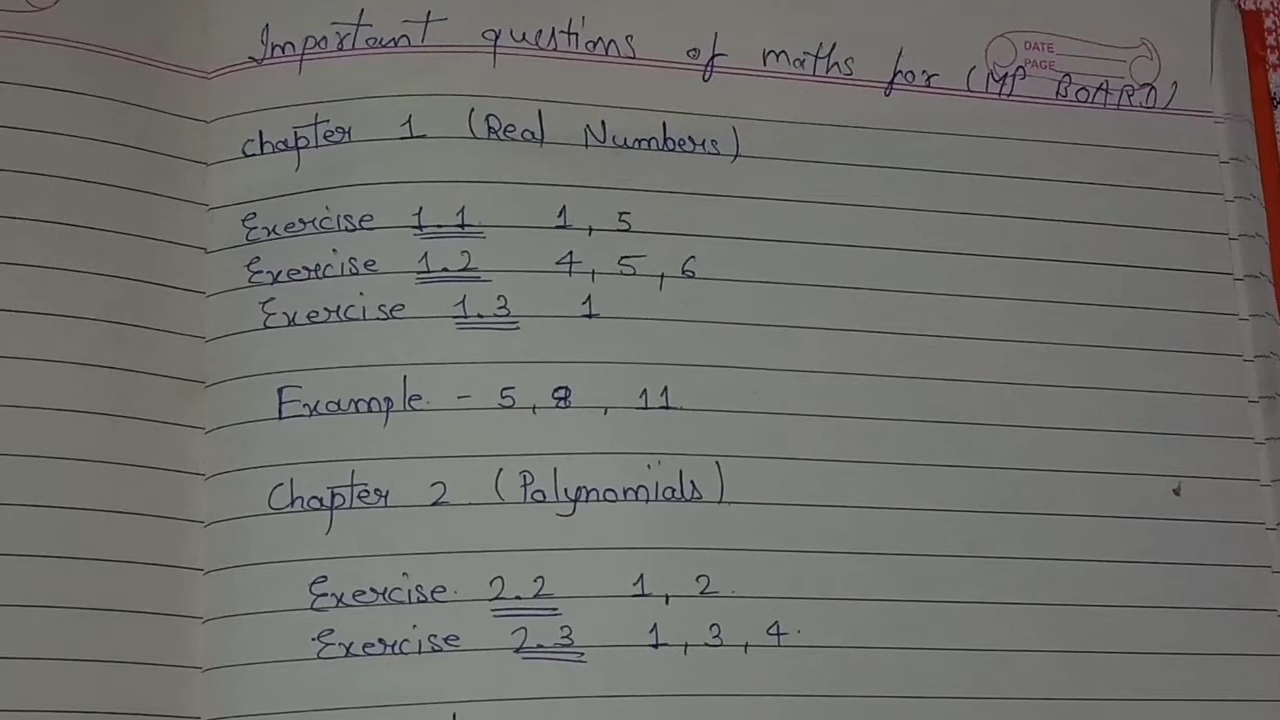 Important questions of maths for (MP BOARD)
DATE
PAGE
Chapter 1 (Real Numbers)
Exercise 1.1 1, 5
Exercise 1.2 4, 5, 6
Exercise 1.3 1
Example - 5, 8, 11
Chapter 2 (Polynomials)
Exercise 2.2 1, 2.
Exercise 2.3 1, 3, 4.